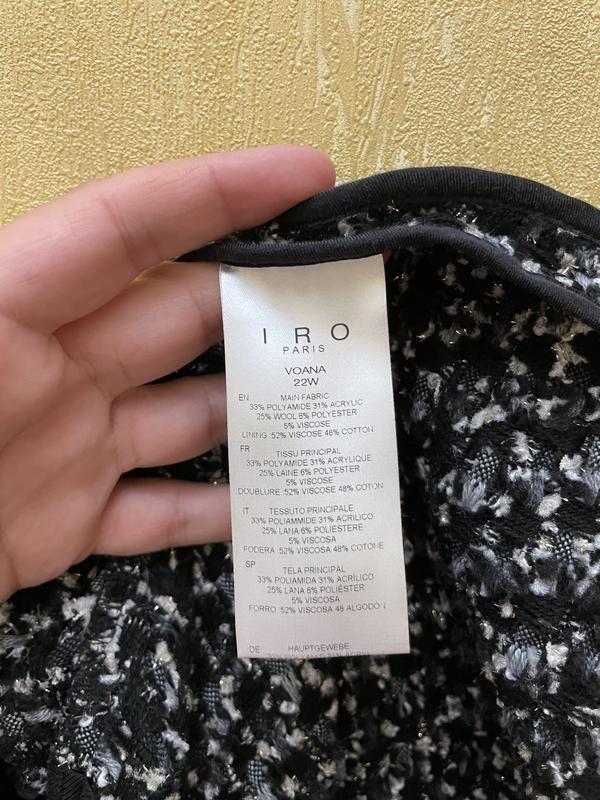 IRO
PARIS
VOANA
22W
EN MAIN FABRIC
33% POLYAMIDE 31% ACRYLIC
25% WOOL 6% POLYESTER
5% VISCOSE
LINING :52% VISCOSE 48% COTTON
FR TISSU PRINCIPAL
33% POLYAMIDE 31% ACRYLIQUE
25% LAINE 6% POLYESTER
5% VISCOSE
DOUBLURE :52% VISCOSE 48% COTON
IT TESSUTO PRINCIPALE
33% POLIAMMIDE 31% ACRILICO
25% LANA 6% POLIESTERE
5% VISCOSA
FODERA :52% VISCOSA 48% COTONE
SP TELA PRINCIPAL
33% POLIAMIDA 31% ACRÍLICO
25% LANA 6% POLIÉSTER
5% VISCOSA
FORRO :52% VISCOSA 48 ALGODÓ
DE HAUPTGEWEBE